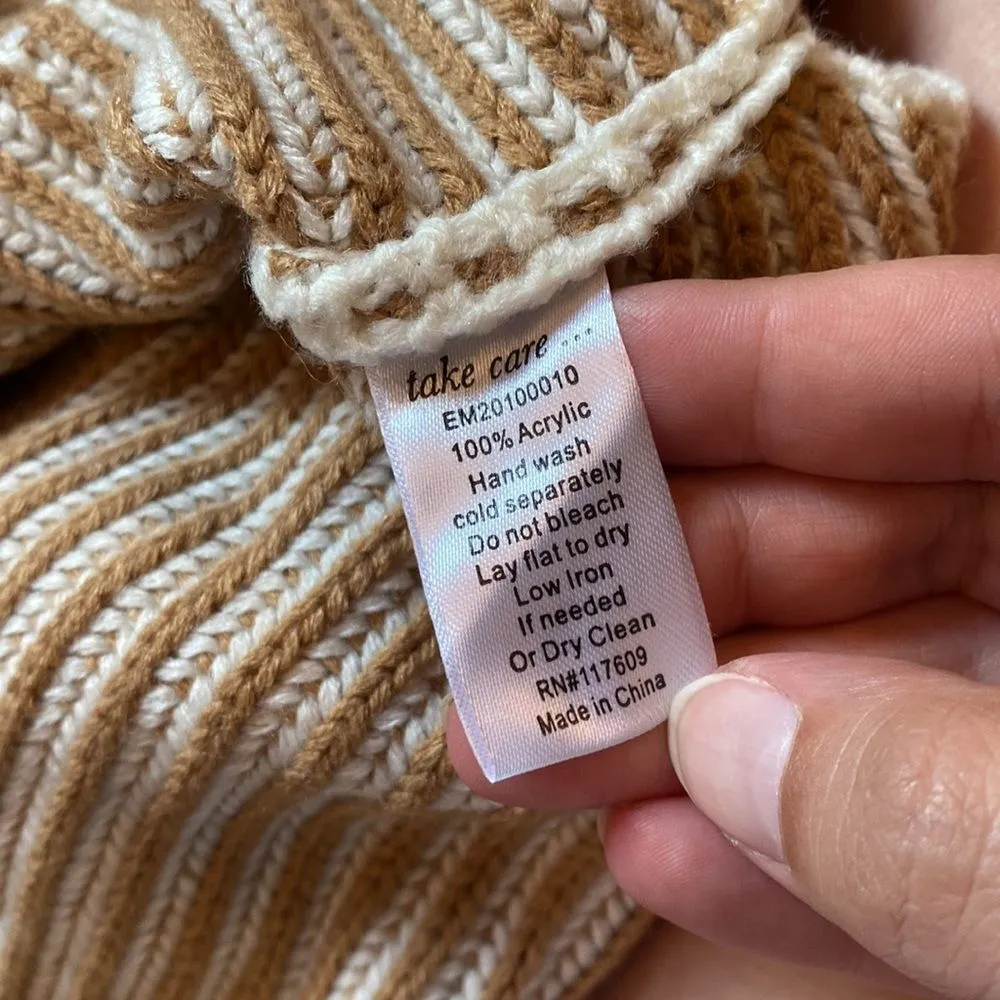 take care ...
EM20100010
100% Acrylic
Hand wash
cold separately
Do not bleach
Lay flat to dry
Low Iron
If needed
Or Dry Clean
RN#117609
Made in China